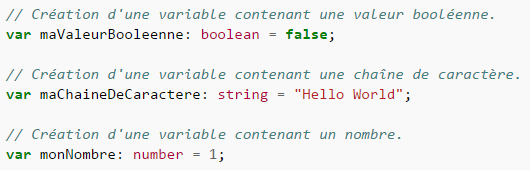 // Création d'une variable contenant une valeur booléenne.
var maValeurBooleenne: boolean = false;
// Création d'une variable contenant une chaîne de caractère.
var maChaineDeCaractere: string = "Hello World";
// Création d'une variable contenant un nombre.
var monNombre: number = 1;